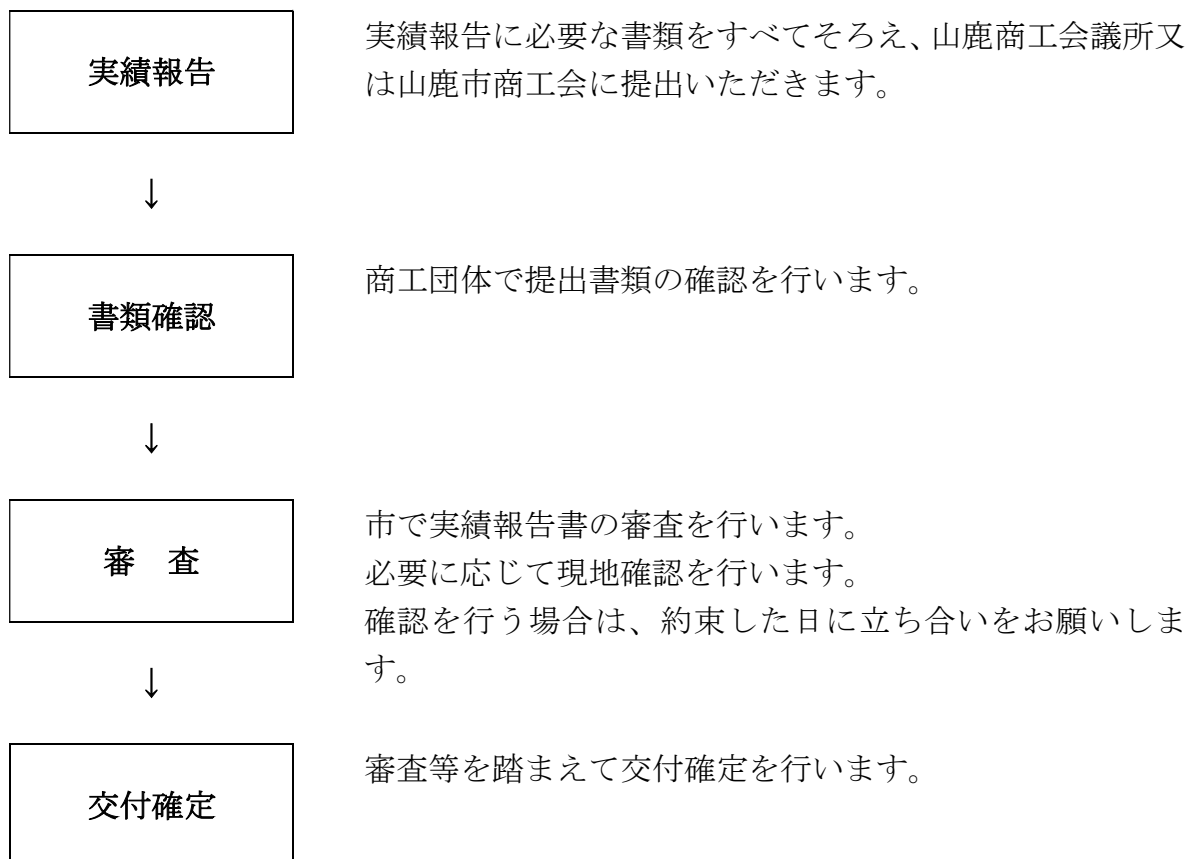 実績報告
実績報告に必要な書類をすべてそろえ、山鹿商工会議所又
は山鹿市商工会に提出いただきます。
↓
書類確認
商工団体で提出書類の確認を行います。
↓
審　査
市で実績報告書の審査を行います。
必要に応じて現地確認を行います。
確認を行う場合は、約束した日に立ち合いをお願いしま
す。
↓
交付確定
審査等を踏まえて交付確定を行います。